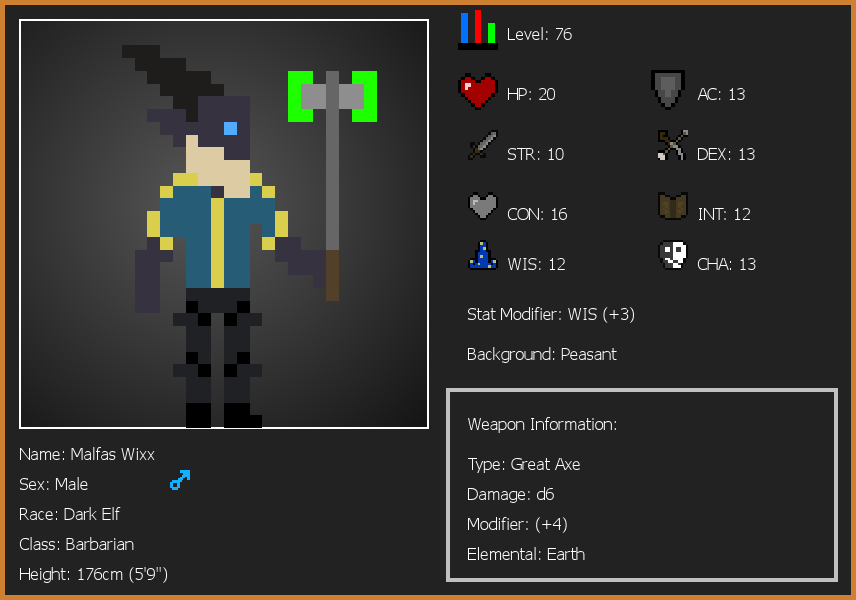 Level: 76
HP: 20
AC: 13
STR: 10
DEX: 13
CON: 16
INT: 12
WIS: 12
CHA: 13
Stat Modifier: WIS (+3)
Background: Peasant
Weapon Information:
Type: Great Axe
Damage: d6
Modifier: (+4)
Elemental: Earth
Name: Malfas Wixx
Sex: Male
Race: Dark Elf
Class: Barbarian
Height: 176cm (5'9")